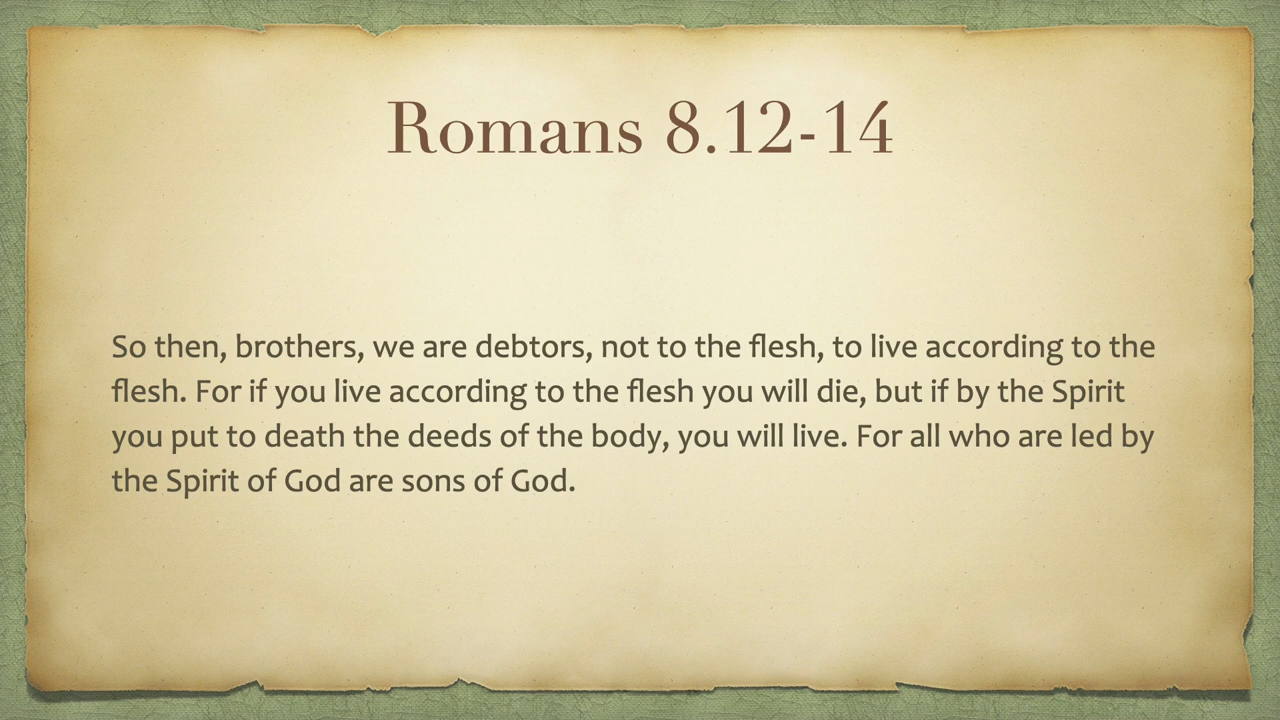 Romans 8.12-14
So then, brothers, we are debtors, not to the flesh, to live according to the
flesh. For if you live according to the flesh you will die, but if by the Spirit
you put to death the deeds of the body, you will live. For all who are led by
the Spirit of God are sons of God.